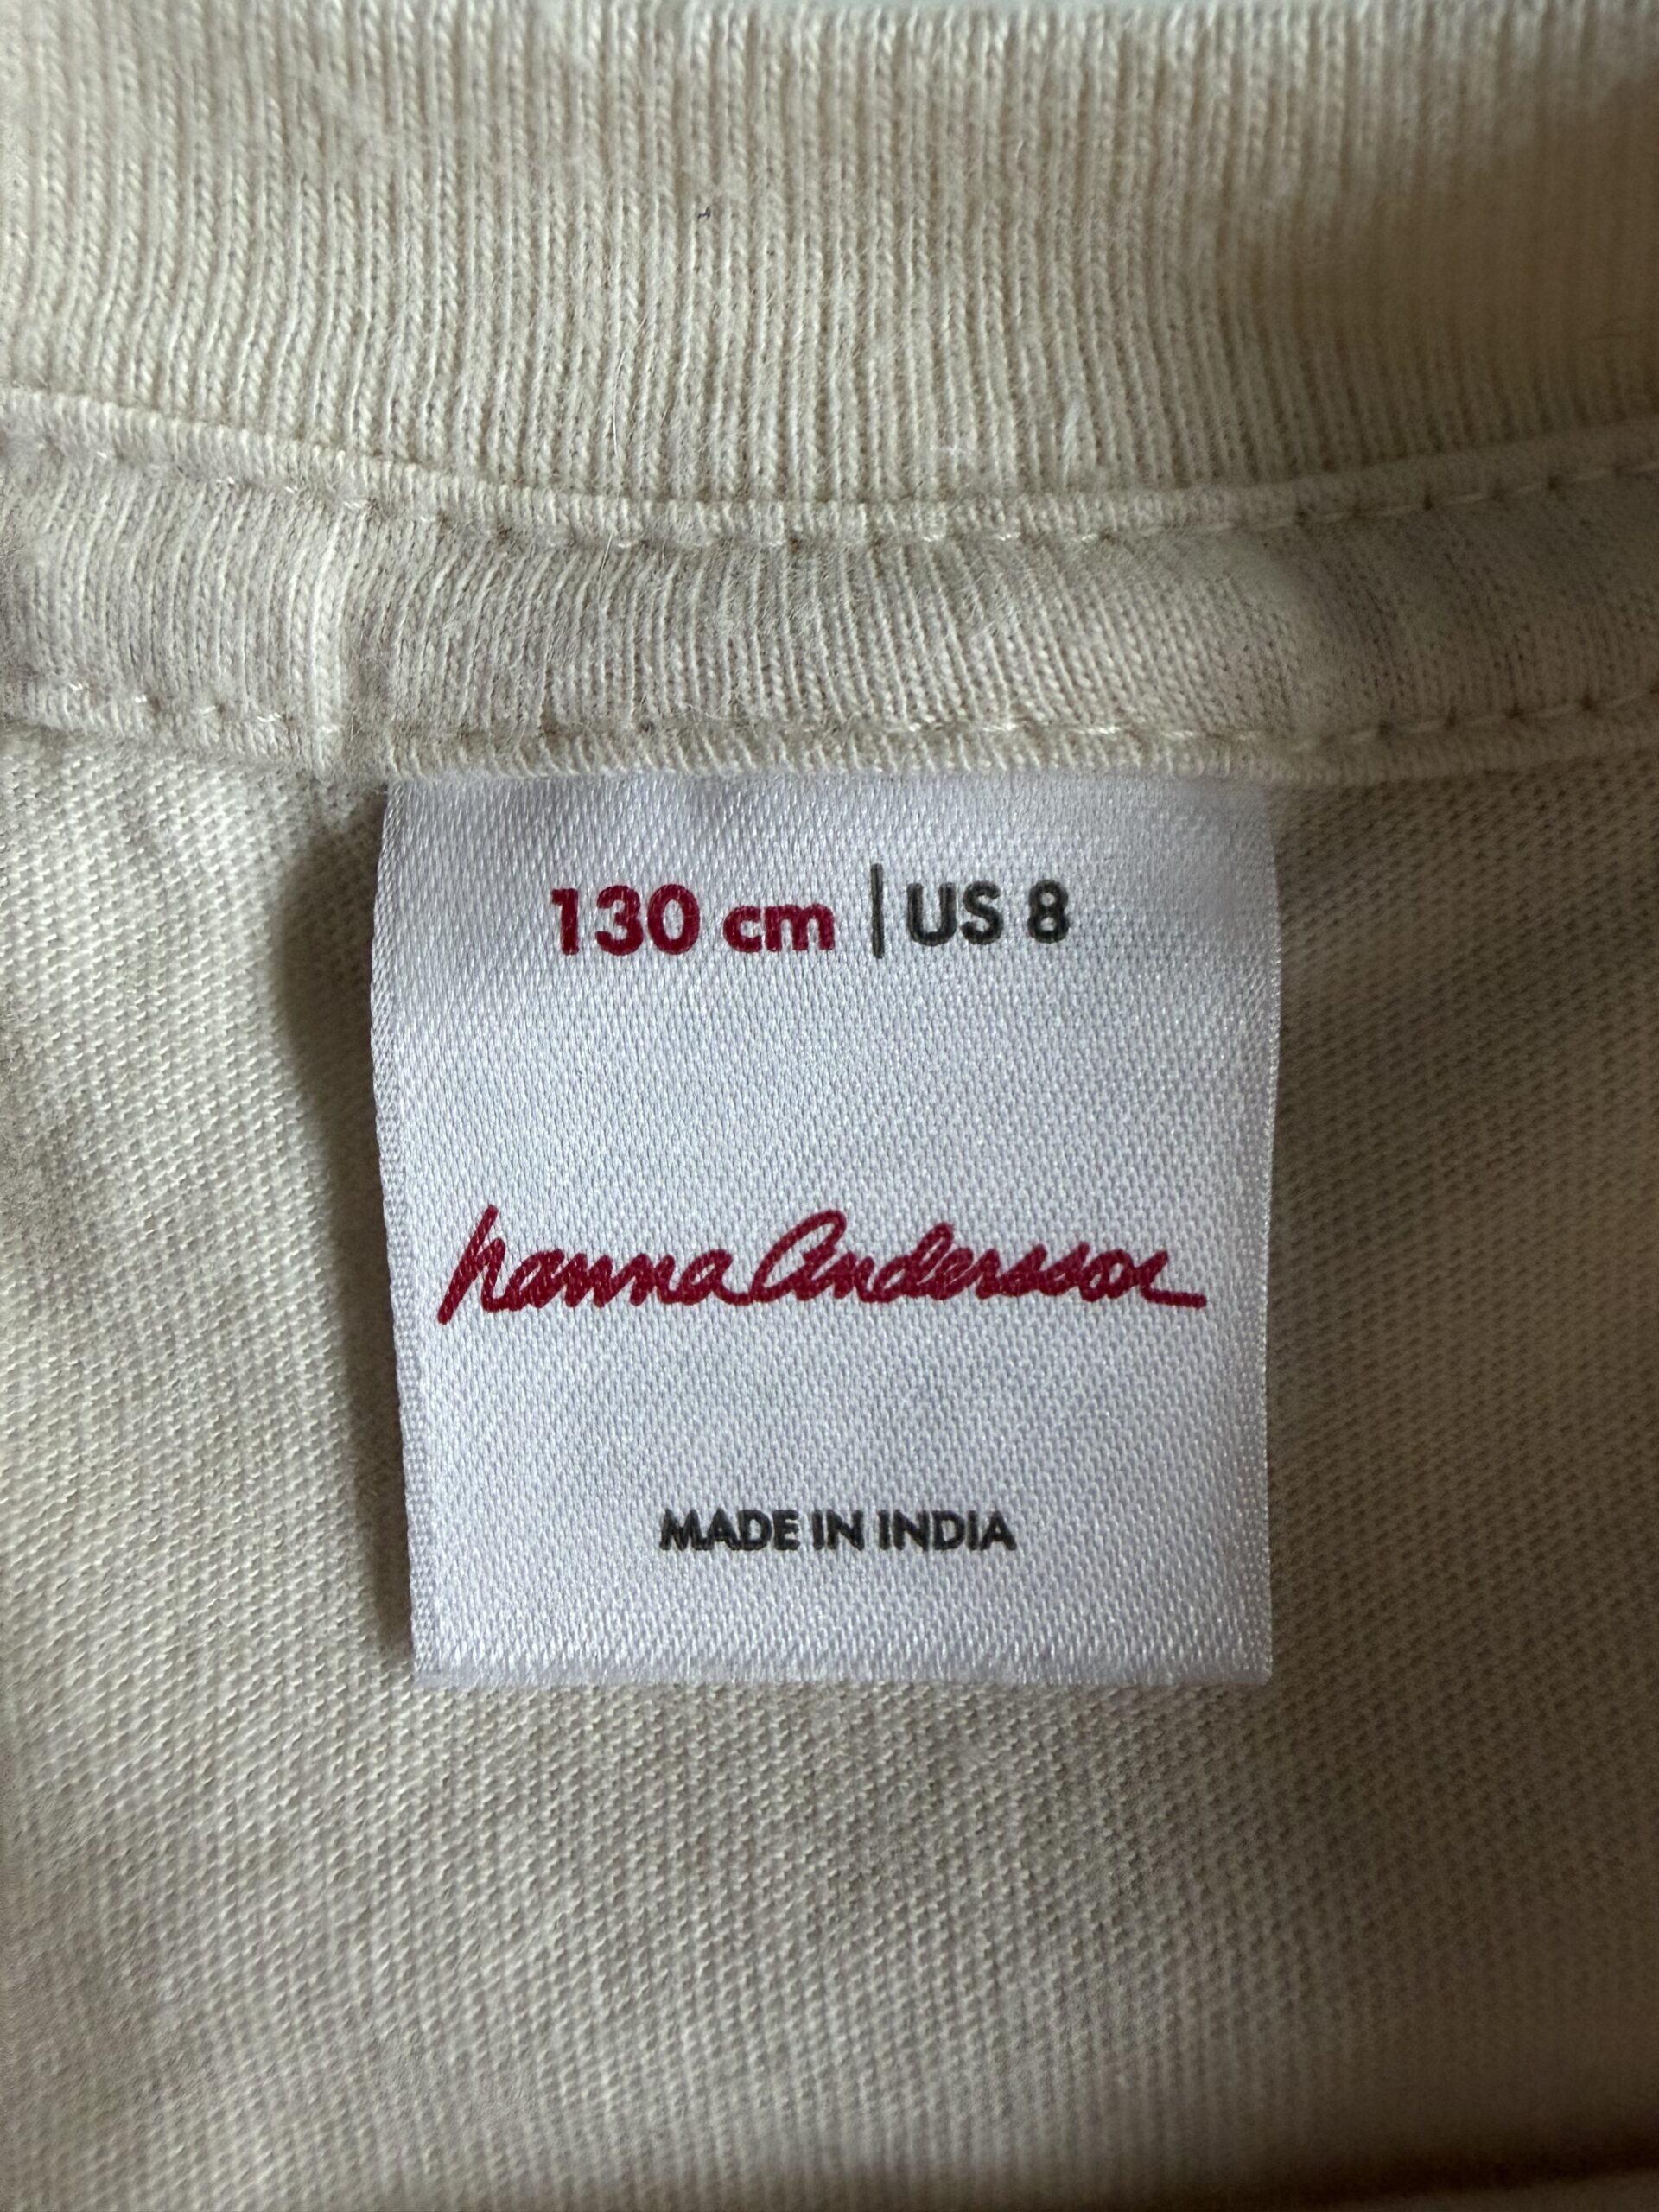 130 cm | US 8
hanna Andersson
MADE IN INDIA